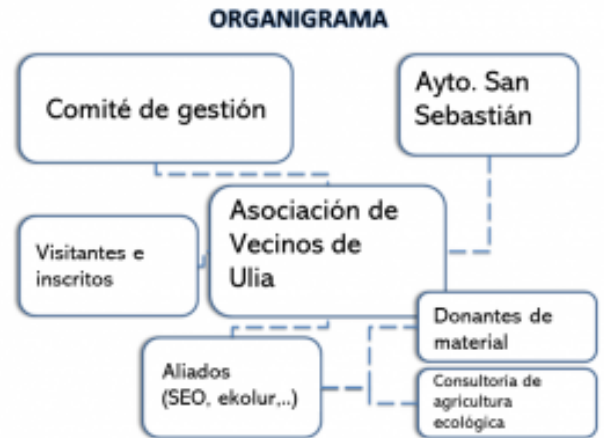 ORGANIGRAMA
Comité de gestión
Ayto. San
Sebastián
Asociación de
Vecinos de
Ulia
Visitantes e
inscritos
Donantes de
material
Aliados
(SEO, ekolur,..)
Consultoría de
agricultura
ecológica